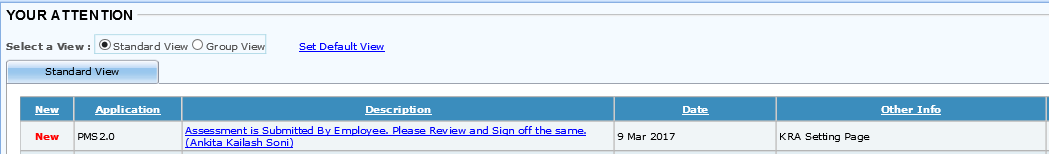 YOUR ATTENTION
Select a View : Standard View Group View Set Default View
Standard View
New Application Description Date Other Info
New PMS2.0 Assessment is Submitted By Employee. Please Review and Sign off the same. 9 Mar 2017 KRA Setting Page
(Ankita Kailash Soni)